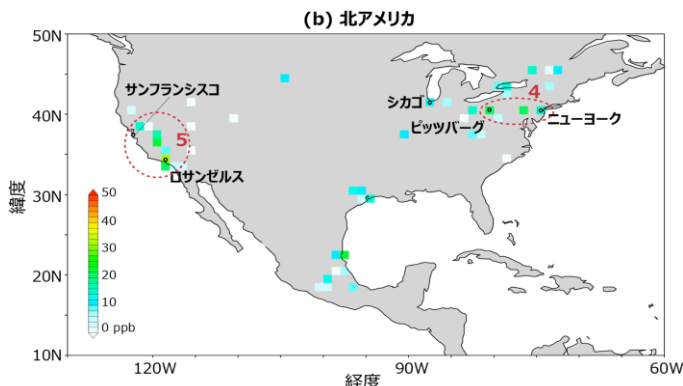 (b) 北アメリカ
50N
40N
30N
20N
10N
緯度
サンフランシスコ
5
ロサンゼルス
シカゴ
4
ピッツバーグ
ニューヨーク
50
40
30
20
10
0 ppb
120W
90W
60W
経度